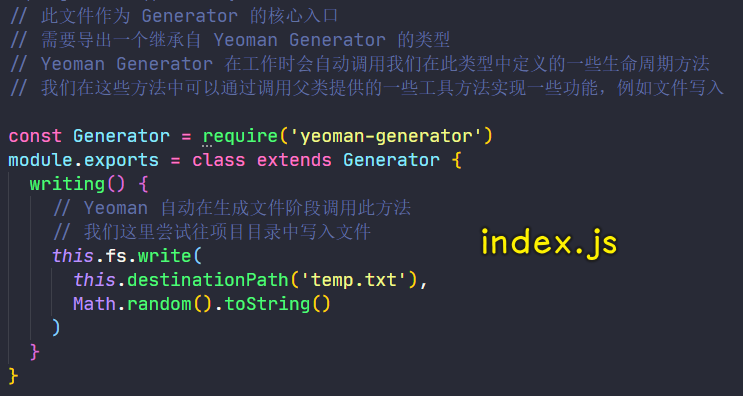 // 此文件作为 Generator 的核心入口
// 需要导出一个继承自 Yeoman Generator 的类型
// Yeoman Generator 在工作时会自动调用我们在此类型中定义的一些生命周期方法
// 我们在这些方法中可以通过调用父类提供的一些工具方法实现一些功能，例如文件写入
const Generator = require('yeoman-generator')
module.exports = class extends Generator {
writing() {
// Yeoman 自动在生成文件阶段调用此方法
// 我们这里尝试往项目目录中写入文件
index.js
this.fs.write(
this.destinationPath('temp.txt'),
Math.random().toString()
)
}
}